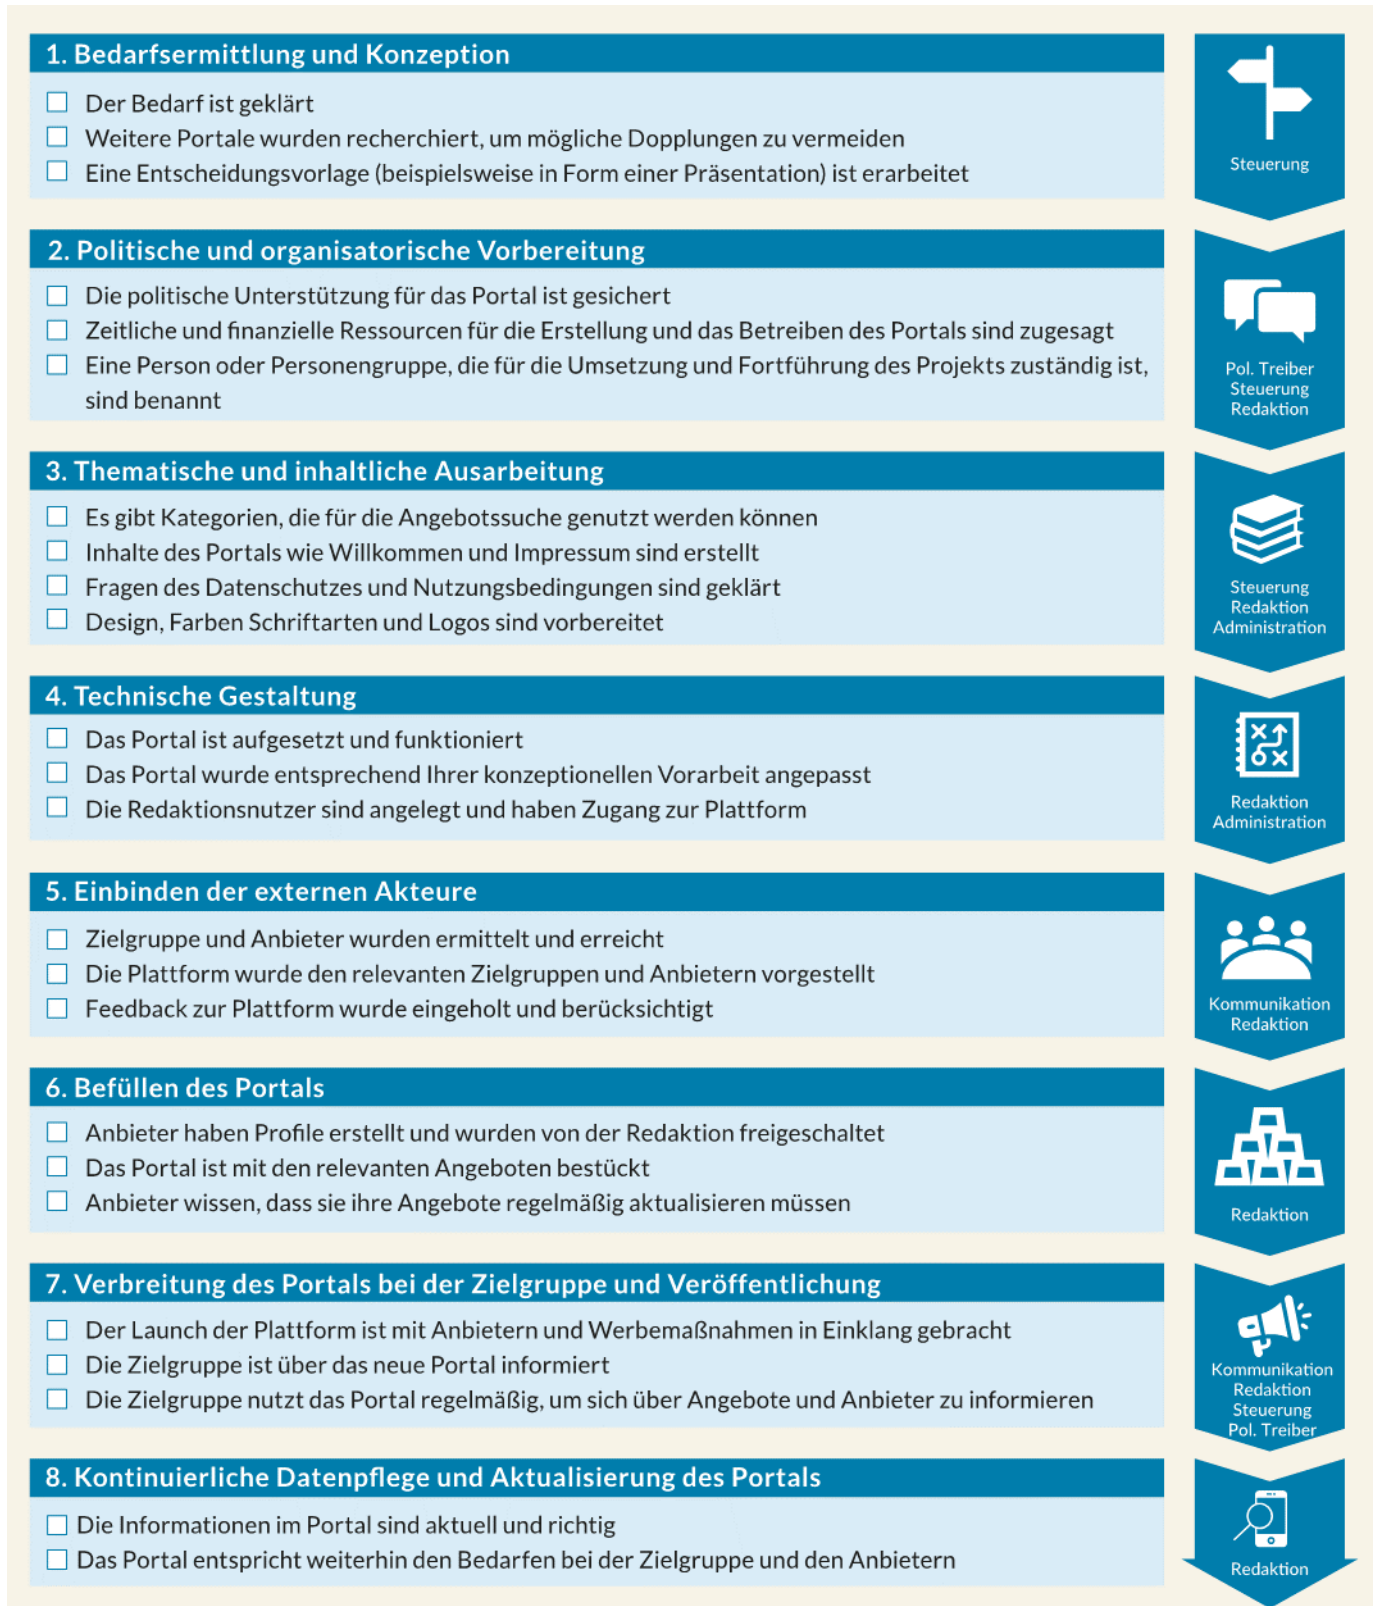 1. Bedarfsermittlung und Konzeption
Der Bedarf ist geklärt
Weitere Portale wurden recherchiert, um mögliche Dopplungen zu vermeiden
Eine Entscheidungsvorlage (beispielsweise in Form einer Präsentation) ist erarbeitet
Steuerung
2. Politische und organisatorische Vorbereitung
Die politische Unterstützung für das Portal ist gesichert
Zeitliche und finanzielle Ressourcen für die Erstellung und das Betreiben des Portals sind zugesagt
Eine Person oder Personengruppe, die für die Umsetzung und Fortführung des Projekts zuständig ist,
sind benannt
Pol. Treiber
Steuerung
Redaktion
3. Thematische und inhaltliche Ausarbeitung
Es gibt Kategorien, die für die Angebotssuche genutzt werden können
Inhalte des Portals wie Willkommen und Impressum sind erstellt
Fragen des Datenschutzes und Nutzungsbedingungen sind geklärt
Design, Farben Schriftarten und Logos sind vorbereitet
Steuerung
Redaktion
Administration
4. Technische Gestaltung
Das Portal ist aufgesetzt und funktioniert
Das Portal wurde entsprechend Ihrer konzeptionellen Vorarbeit angepasst
Die Redaktionsnutzer sind angelegt und haben Zugang zur Plattform
Redaktion
Administration
5. Einbinden der externen Akteure
Zielgruppe und Anbieter wurden ermittelt und erreicht
Die Plattform wurde den relevanten Zielgruppen und Anbietern vorgestellt
Feedback zur Plattform wurde eingeholt und berücksichtigt
Kommunikation
Redaktion
6. Befüllen des Portals
Anbieter haben Profile erstellt und wurden von der Redaktion freigeschaltet
Das Portal ist mit den relevanten Angeboten bestückt
Anbieter wissen, dass sie ihre Angebote regelmäßig aktualisieren müssen
Redaktion
7. Verbreitung des Portals bei der Zielgruppe und Veröffentlichung
Der Launch der Plattform ist mit Anbietern und Werbemaßnahmen in Einklang gebracht
Die Zielgruppe ist über das neue Portal informiert
Die Zielgruppe nutzt das Portal regelmäßig, um sich über Angebote und Anbieter zu informieren
Kommunikation
Redaktion
Steuerung
Pol. Treiber
8. Kontinuierliche Datenpflege und Aktualisierung des Portals
Die Informationen im Portal sind aktuell und richtig
Das Portal entspricht weiterhin den Bedarfen bei der Zielgruppe und den Anbietern
Redaktion